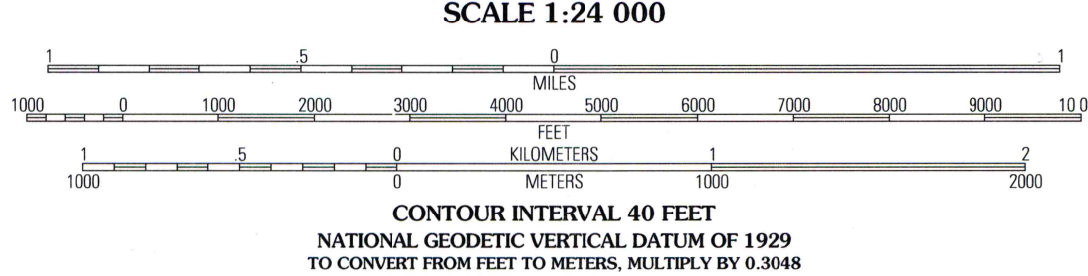 SCALE 1:24 000
1 .5 0 1
MILES
1000 0 1000 2000 3000 4000 5000 6000 7000 8000 9000 10 0
FEET
1 .5 0 KILOMETERS 1 2
1000 0 METERS 1000 2000
CONTOUR INTERVAL 40 FEET
NATIONAL GEODETIC VERTICAL DATUM OF 1929
TO CONVERT FROM FEET TO METERS, MULTIPLY BY 0.3048